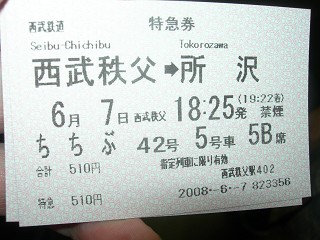 西武鉄道 特急券
Seibu-Chichibu Tokorozawa
西武秩父➡所沢
6月 7日 西武秩父 18:25発 (19:22着) 禁煙
ちちぶ 42号 5号車 5B席
合計 510円 指定列車に限り有効
西武秩父駅402
特急 510円 2008-6-7 823356